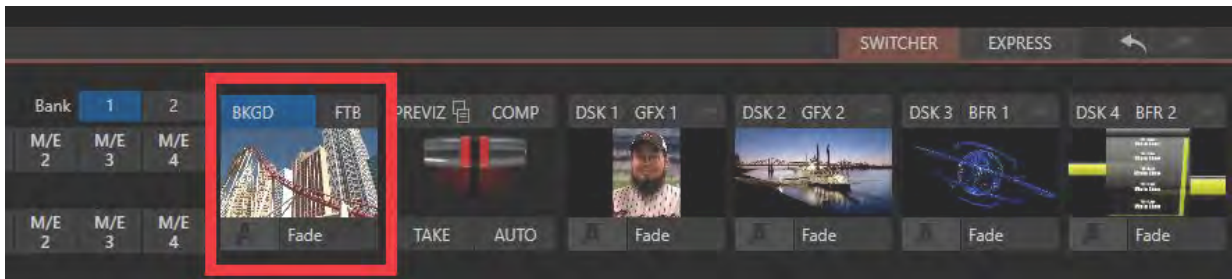 SWITCHER EXPRESS
Bank 1 2 BKGD FTB PREVIZ COMP DSK 1 GFX 1 DSK 2 GFX 2 DSK 3 BFR 1 DSK 4 BFR 2
M/E M/E M/E
2 3 4
M/E M/E M/E
2 3 4
Fade TAKE AUTO Fade Fade Fade Fade